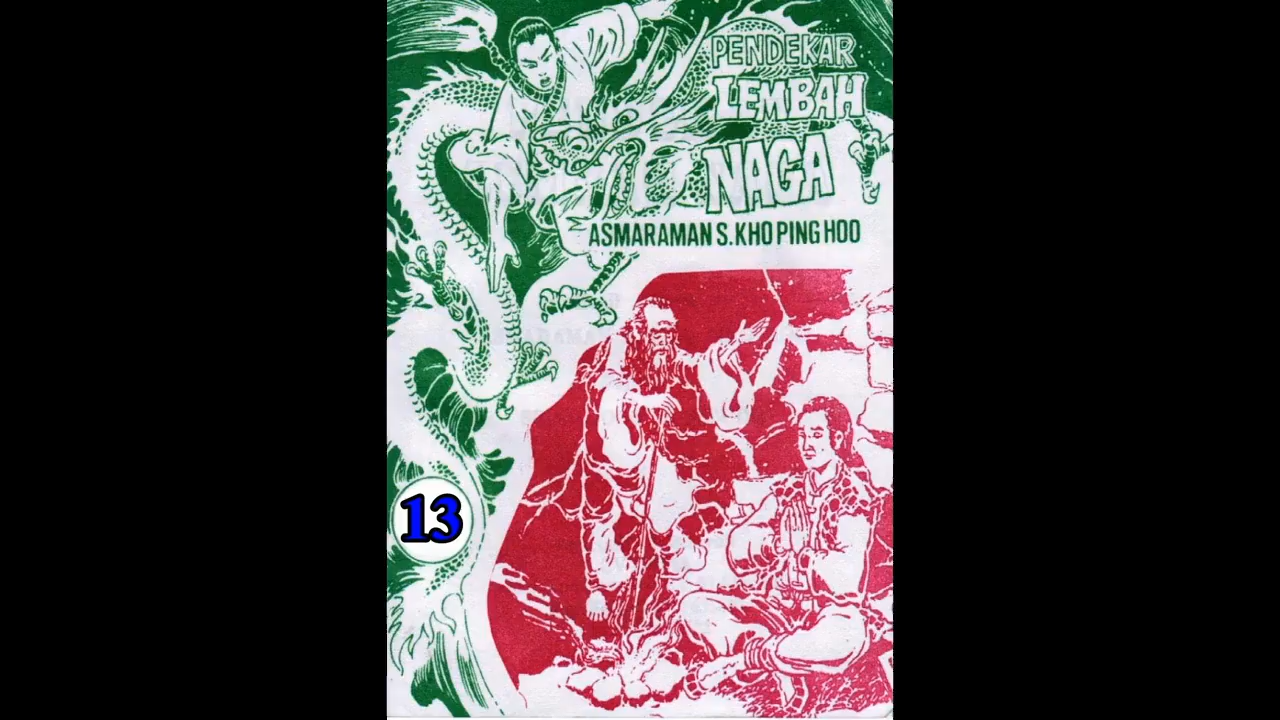 PENDEKAR
LEMBAH
NAGA
ASMARAMAN S. KHO PING HOO
13